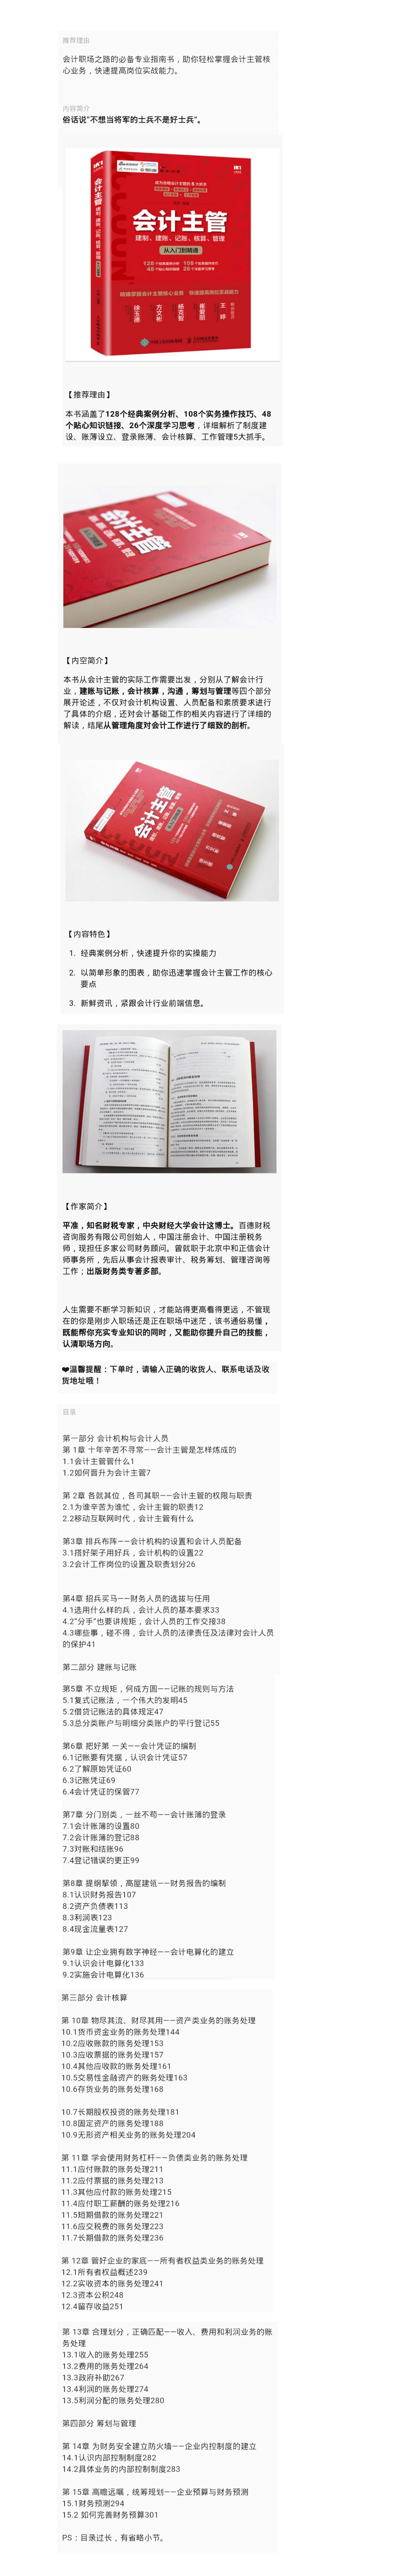 推荐理由
会计职场之路的必备专业指南书，助你轻松掌握会计主管核
心业务，快速提高岗位实战能力。
内容简介
俗话说"不想当将军的士兵不是好士兵"。
会计主管
建制、建账、记账、核算、管理
从入门到精通
128个经典案例分析 108个实务操作技巧
48个贴心知识链接 26个深度学习思考
精确掌握会计主管核心业务 快速提高岗位实战能力
徐玉德
方文彬
杨克智
崔爱丽
王 婷
【推荐理由】
本书涵盖了128个经典案例分析、108个实务操作技巧、48
个贴心知识链接、26个深度学习思考，详细解析了制度建
设、账薄设立、登录账薄、会计核算、工作管理5大抓手。
会计主管
【内空简介】
本书从会计主管的实际工作需要出发，分别从了解会计行
业，建账与记账，会计核算，沟通，筹划与管理等四个部分
展开论述，不仅对会计机构设置、人员配备和素质要求进行
了具体的介绍，还对会计基础工作的相关内容进行了详细的
解读，结尾从管理角度对会计工作进行了细致的剖析。
会计主管
【内容特色】
1. 经典案例分析，快速提升你的实操能力
2. 以简单形象的图表，助你迅速掌握会计主管工作的核心
要点
3. 新鲜资讯，紧跟会计行业前端信息。
【作家简介】
平准，知名财税专家，中央财经大学会计这博士。百德财税
咨询服务有限公司创始人，中国注册会计、中国注册税务
师，现担任多家公司财务顾问。曾就职于北京中和正信会计
师事务所，先后从事会计报表审计、税务筹划、管理咨询等
工作；出版财务类专著多部。
人生需要不断学习新知识，才能站得更高看得更远，不管现
在的你是刚步入职场还是正在职场中迷茫，该书通俗易懂，
既能帮你充实专业知识的同时，又能助你提升自己的技能，
认清职场方向。
❤温馨提醒：下单时，请输入正确的收货人、联系电话及收
货地址哦！
目录
第一部分 会计机构与会计人员
第 1章 十年辛苦不寻常——会计主管是怎样炼成的
1.1会计主管管什么1
1.2如何晋升为会计主管7
第 2章 各就其位，各司其职——会计主管的权限与职责
2.1为谁辛苦为谁忙，会计主管的职责12
2.2移动互联网时代，会计主管有什么
第3章 排兵布阵——会计机构的设置和会计人员配备
3.1搭好架子用好兵，会计机构的设置22
3.2会计工作岗位的设置及职责划分26
第4章 招兵买马——财务人员的选拔与任用
4.1选用什么样的兵，会计人员的基本要求33
4.2"分手"也要讲规矩，会计人员的工作交接38
4.3哪些事，碰不得，会计人员的法律责任及法律对会计人员
的保护41
第二部分 建账与记账
第5章 不立规矩，何成方圆——记账的规则与方法
5.1复式记账法，一个伟大的发明45
5.2借贷记账法的具体规定47
5.3总分类账户与明细分类账户的平行登记55
第6章 把好第 一关——会计凭证的编制
6.1记账要有凭据，认识会计凭证57
6.2了解原始凭证60
6.3记账凭证69
6.4会计凭证的保管77
第7章 分门别类，一丝不苟——会计账簿的登录
7.1会计账簿的设置80
7.2会计账簿的登记88
7.3对账和结账96
7.4登记错误的更正99
第8章 提纲挈领，高屋建瓴——财务报告的编制
8.1认识财务报告107
8.2资产负债表113
8.3利润表123
8.4现金流量表127
第9章 让企业拥有数字神经——会计电算化的建立
9.1认识会计电算化133
9.2实施会计电算化136
第三部分 会计核算
第 10章 物尽其流、财尽其用——资产类业务的账务处理
10.1货币资金业务的账务处理144
10.2应收账款的账务处理153
10.3应收票据的账务处理157
10.4其他应收款的账务处理161
10.5交易性金融资产的账务处理163
10.6存货业务的账务处理168
10.7长期股权投资的账务处理181
10.8固定资产的账务处理188
10.9无形资产相关业务的账务处理204
第 11章 学会使用财务杠杆——负债类业务的账务处理
11.1应付账款的账务处理211
11.2应付票据的账务处理213
11.3其他应付款的账务处理215
11.4应付职工薪酬的账务处理216
11.5短期借款的账务处理221
11.6应交税费的账务处理223
11.7长期借款的账务处理236
第 12章 管好企业的家底——所有者权益类业务的账务处理
12.1所有者权益概述239
12.2实收资本的账务处理241
12.3资本公积248
12.4留存收益251
第 13章 合理划分，正确匹配——收入、费用和利润业务的账
务处理
13.1收入的账务处理255
13.2费用的账务处理264
13.3政府补助267
13.4利润的账务处理274
13.5利润分配的账务处理280
第四部分 筹划与管理
第 14章 为财务安全建立防火墙——企业内控制度的建立
14.1认识内部控制制度282
14.2具体业务的内部控制制度283
第 15章 高瞻远瞩，统筹规划——企业预算与财务预测
15.1财务预测294
15.2 如何完善财务预算301
PS：目录过长，有省略小节。